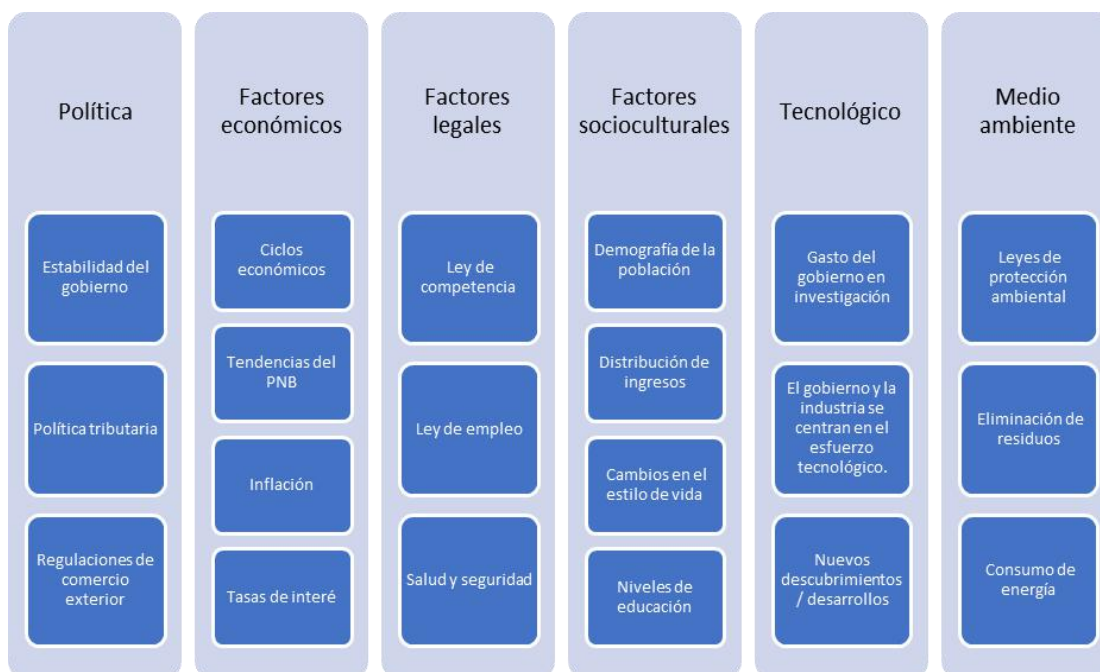 Política
Estabilidad del
gobierno
Política tributaria
Regulaciones de
comercio
exterior
Factores
económicos
Ciclos
económicos
Tendencias del
PNB
Inflación
Tasas de interé
Factores
legales
Ley de
competencia
Ley de empleo
Salud y seguridad
Factores
socioculturales
Demografía de la
población
Distribución de
ingresos
Cambios en el
estilo de vida
Niveles de
educación
Tecnológico
Gasto del
gobierno en
investigación
El gobierno y la
industria se
centran en el
esfuerzo
tecnológico.
Nuevos
descubrimientos
/ desarrollos
Medio
ambiente
Leyes de
protección
ambiental
Eliminación de
residuos
Consumo de
energía